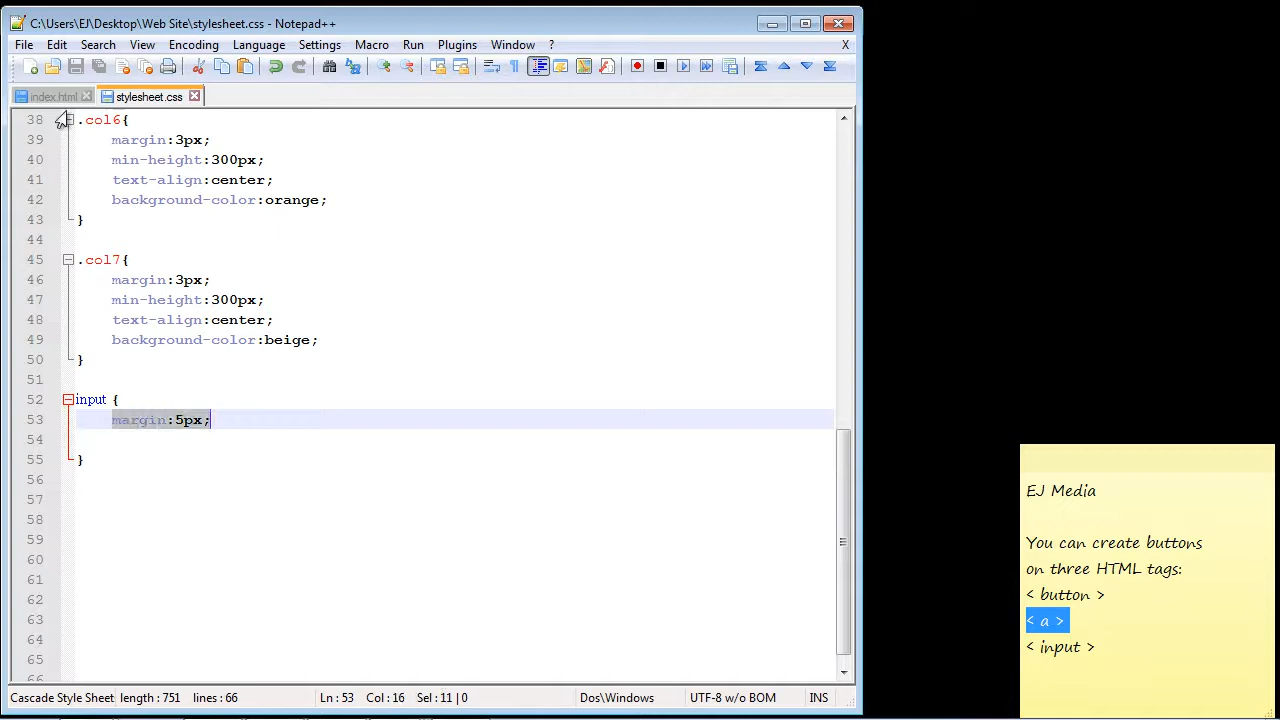 C:\Users\EJ\Desktop\Web Site\stylesheet.css - Notepad++
File Edit Search View Encoding Language Settings Macro Run Plugins Window ? X
index.html stylesheet.css
38 .col6{
39 margin:3px;
40 min-height:300px;
41 text-align:center;
42 background-color:orange;
43 }
44
45 .col7{
46 margin:3px;
47 min-height:300px;
48 text-align:center;
49 background-color:beige;
50 }
51
52 input {
53 margin:5px;
54
55 }
56
57
58
59
60
61
62
63
64
65
66
Cascade Style Sheet length : 751 lines : 66 Ln : 53 Col : 16 Sel : 11 | 0 Dos\Windows UTF-8 w/o BOM INS
EJ Media
You can create buttons
on three HTML tags:
< button >
< a >
< input >